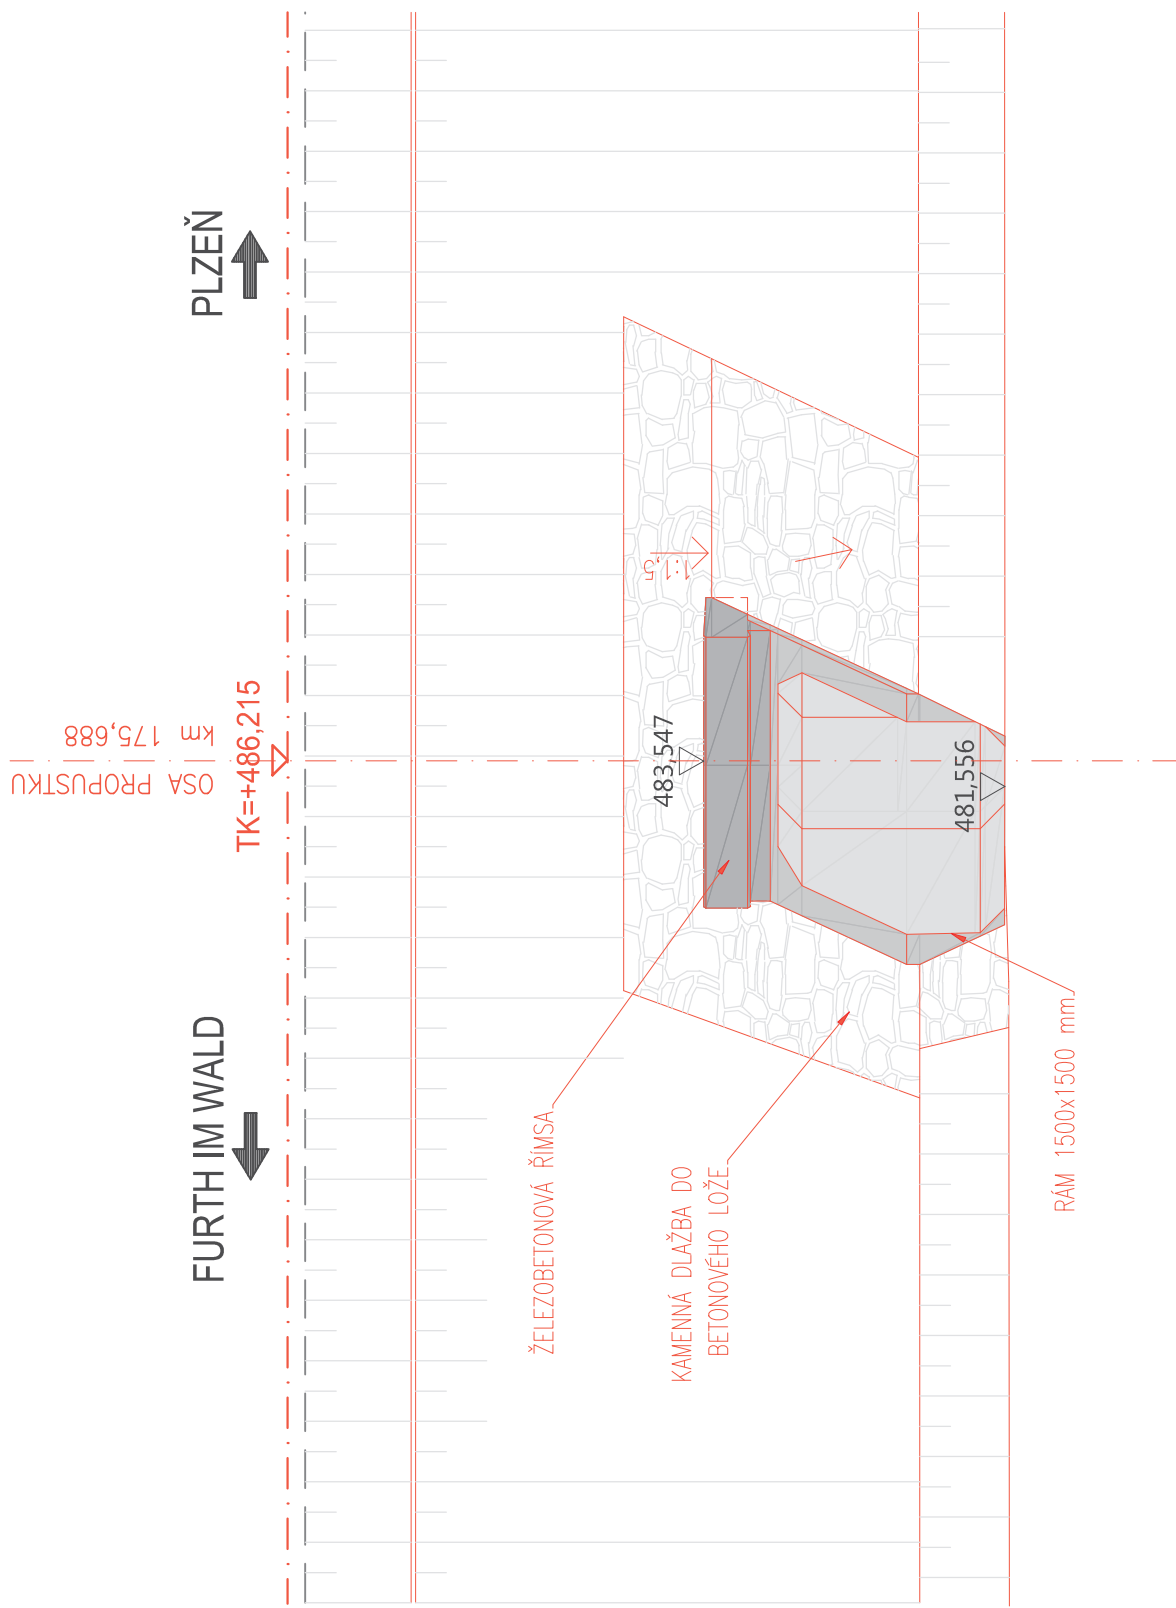 OSA PROPUSTKU
km 175,688
FURTH IM WALD
PLZEŇ
TK=+486,215
1:1,5
483,547
481,556
ŽELEZOBETONOVÁ ŘÍMSA
KAMENNÁ DLAŽBA DO
BETONOVÉHO LOŽE
RÁM 1500x1500 mm